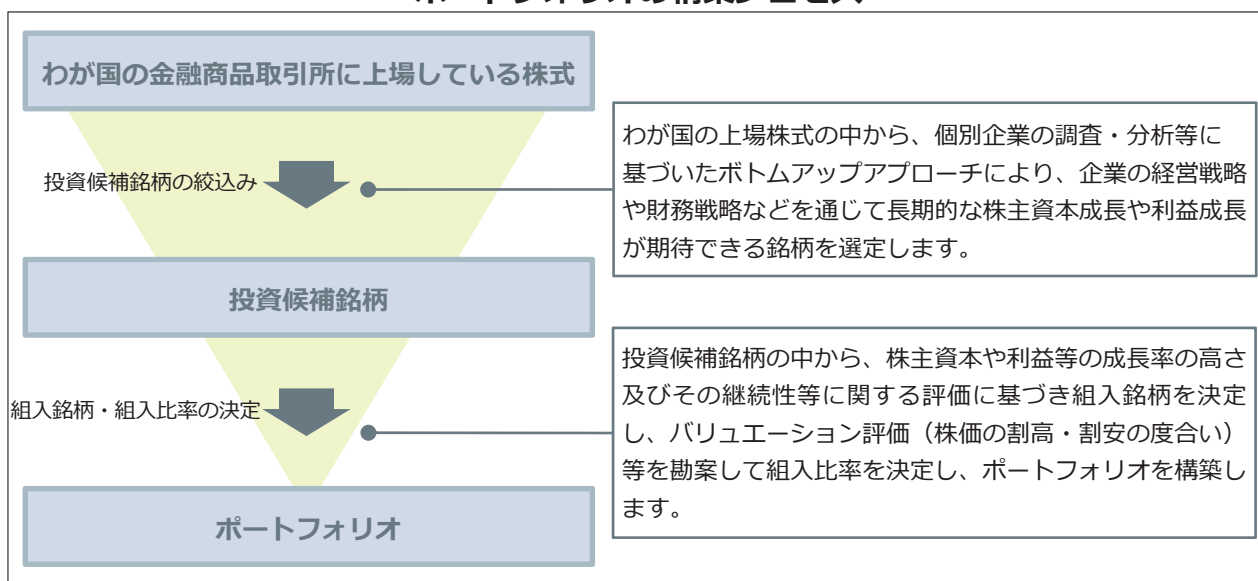 わが国の金融商品取引所に上場している株式
投資候補銘柄の絞込み
わが国の上場株式の中から、個別企業の調査・分析等に
基づいたボトムアップアプローチにより、企業の経営戦略
や財務戦略などを通じて長期的な株主資本成長や利益成長
が期待できる銘柄を選定します。
投資候補銘柄
組入銘柄・組入比率の決定
投資候補銘柄の中から、株主資本や利益等の成長率の高さ
及びその継続性等に関する評価に基づき組入銘柄を決定
し、バリュエーション評価（株価の割高・割安の度合い）
等を勘案して組入比率を決定し、ポートフォリオを構築し
ます。
ポートフォリオ